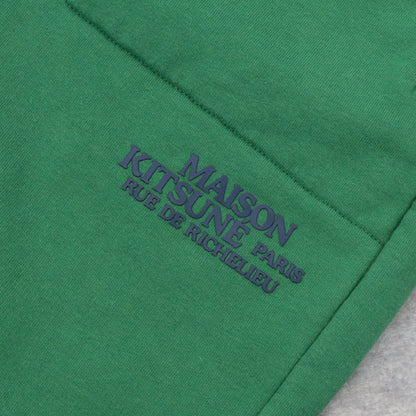 MAISON
KITSUNÉ PARIS
RUE DE RICHELIEU